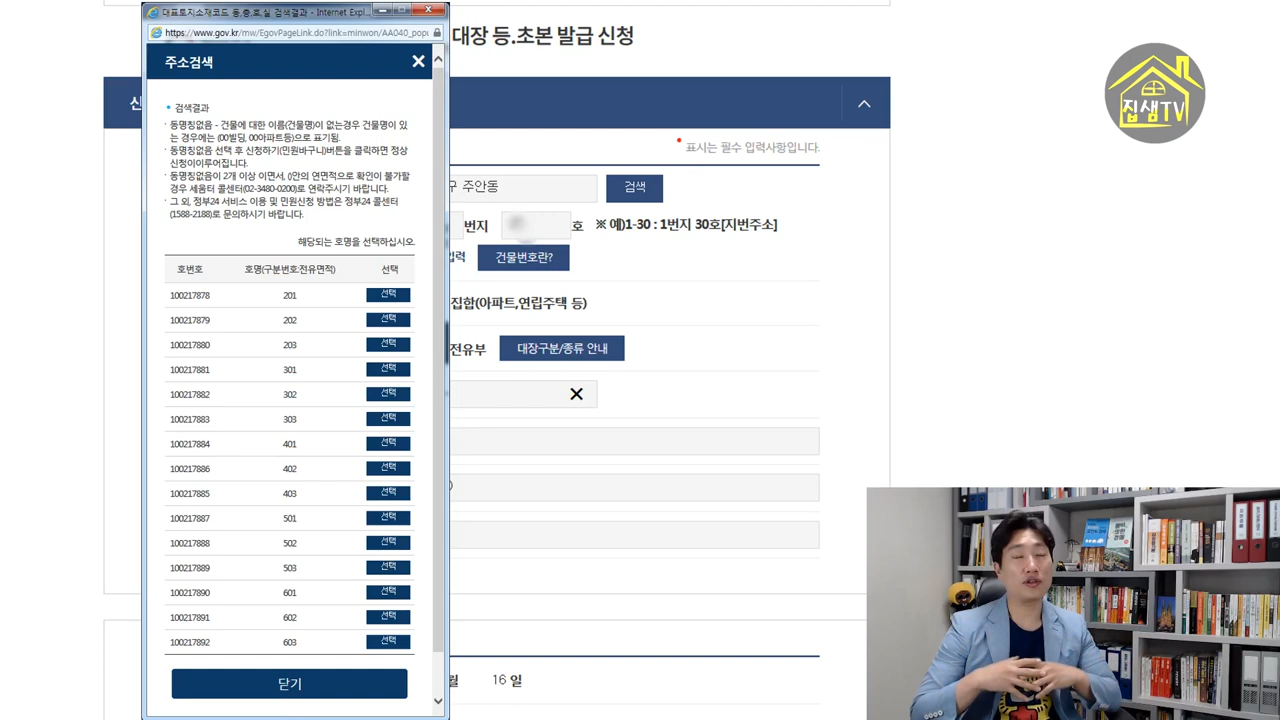 대표토지소재코드 동,층,호,실 검색결과 - Internet Expl...
https://www.gov.kr/mw/EgovPageLink.do?link=minwon/AA040_popu
주소검색
검색결과
동명칭없음 - 건물에 대한 이름(건물명)이 없는경우 건물명이 있
는 경우에는 (00빌딩, 00아파트등)으로 표기됨.
동명칭없음 선택 후 신청하기(민원바구니)버튼을 클릭하면 정상
신청이이루어집니다.
동명칭없음이 2개 이상 이면서, ()안의 연면적으로 확인이 불가할
경우 세움터 콜센터(02-3480-0200)로 연락주시기 바랍니다.
그 외, 정부24 서비스 이용 및 민원신청 방법은 정부24 콜센터
(1588-2188)로 문의하시기 바랍니다.
해당되는 호명을 선택하십시오.
호번호 호명(구분번호:전유면적) 선택
100217878 201 선택
100217879 202 선택
100217880 203 선택
100217881 301 선택
100217882 302 선택
100217883 303 선택
100217884 401 선택
100217886 402 선택
100217885 403 선택
100217887 501 선택
100217888 502 선택
100217889 503 선택
100217890 601 선택
100217891 602 선택
100217892 603 선택
닫기
대장 등.초본 발급 신청
신
* 표시는 필수 입력사항입니다.
구 주안동 검색
번지 호 ※ 예)1-30 : 1번지 30호[지번주소]
입력 건물번호란?
집합(아파트,연립주택 등)
전유부 대장구분/종류 안내
)
월 16 일
집샘TV